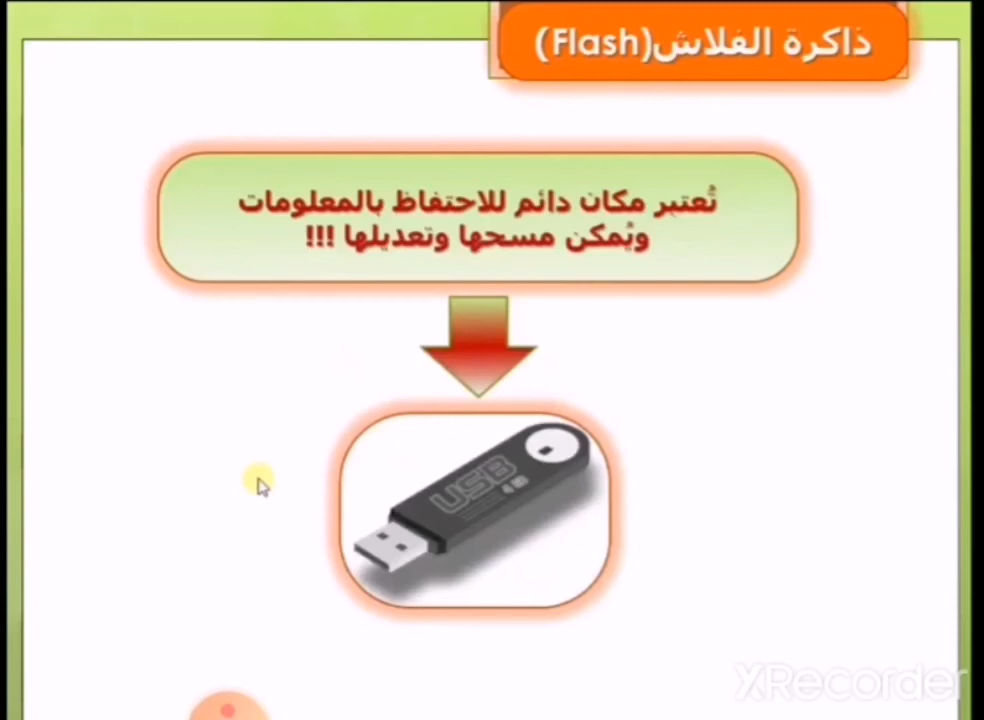 ذاكرة الفلاش(Flash)
تُعتبر مكان دائم للاحتفاظ بالمعلومات
ويُمكن مسحها وتعديلها !!!
USB
XRecorder